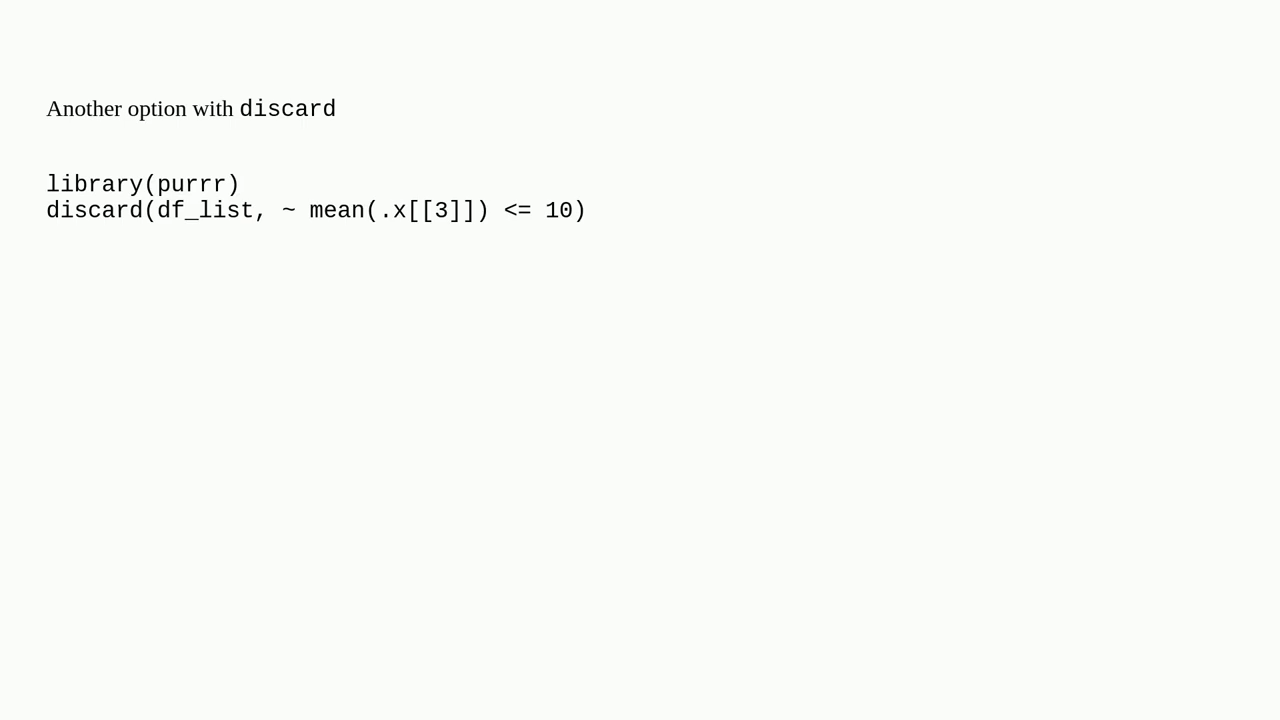 Another option with discard
library(purrr)
discard(df_list, ~ mean(.x[[3]]) <= 10)